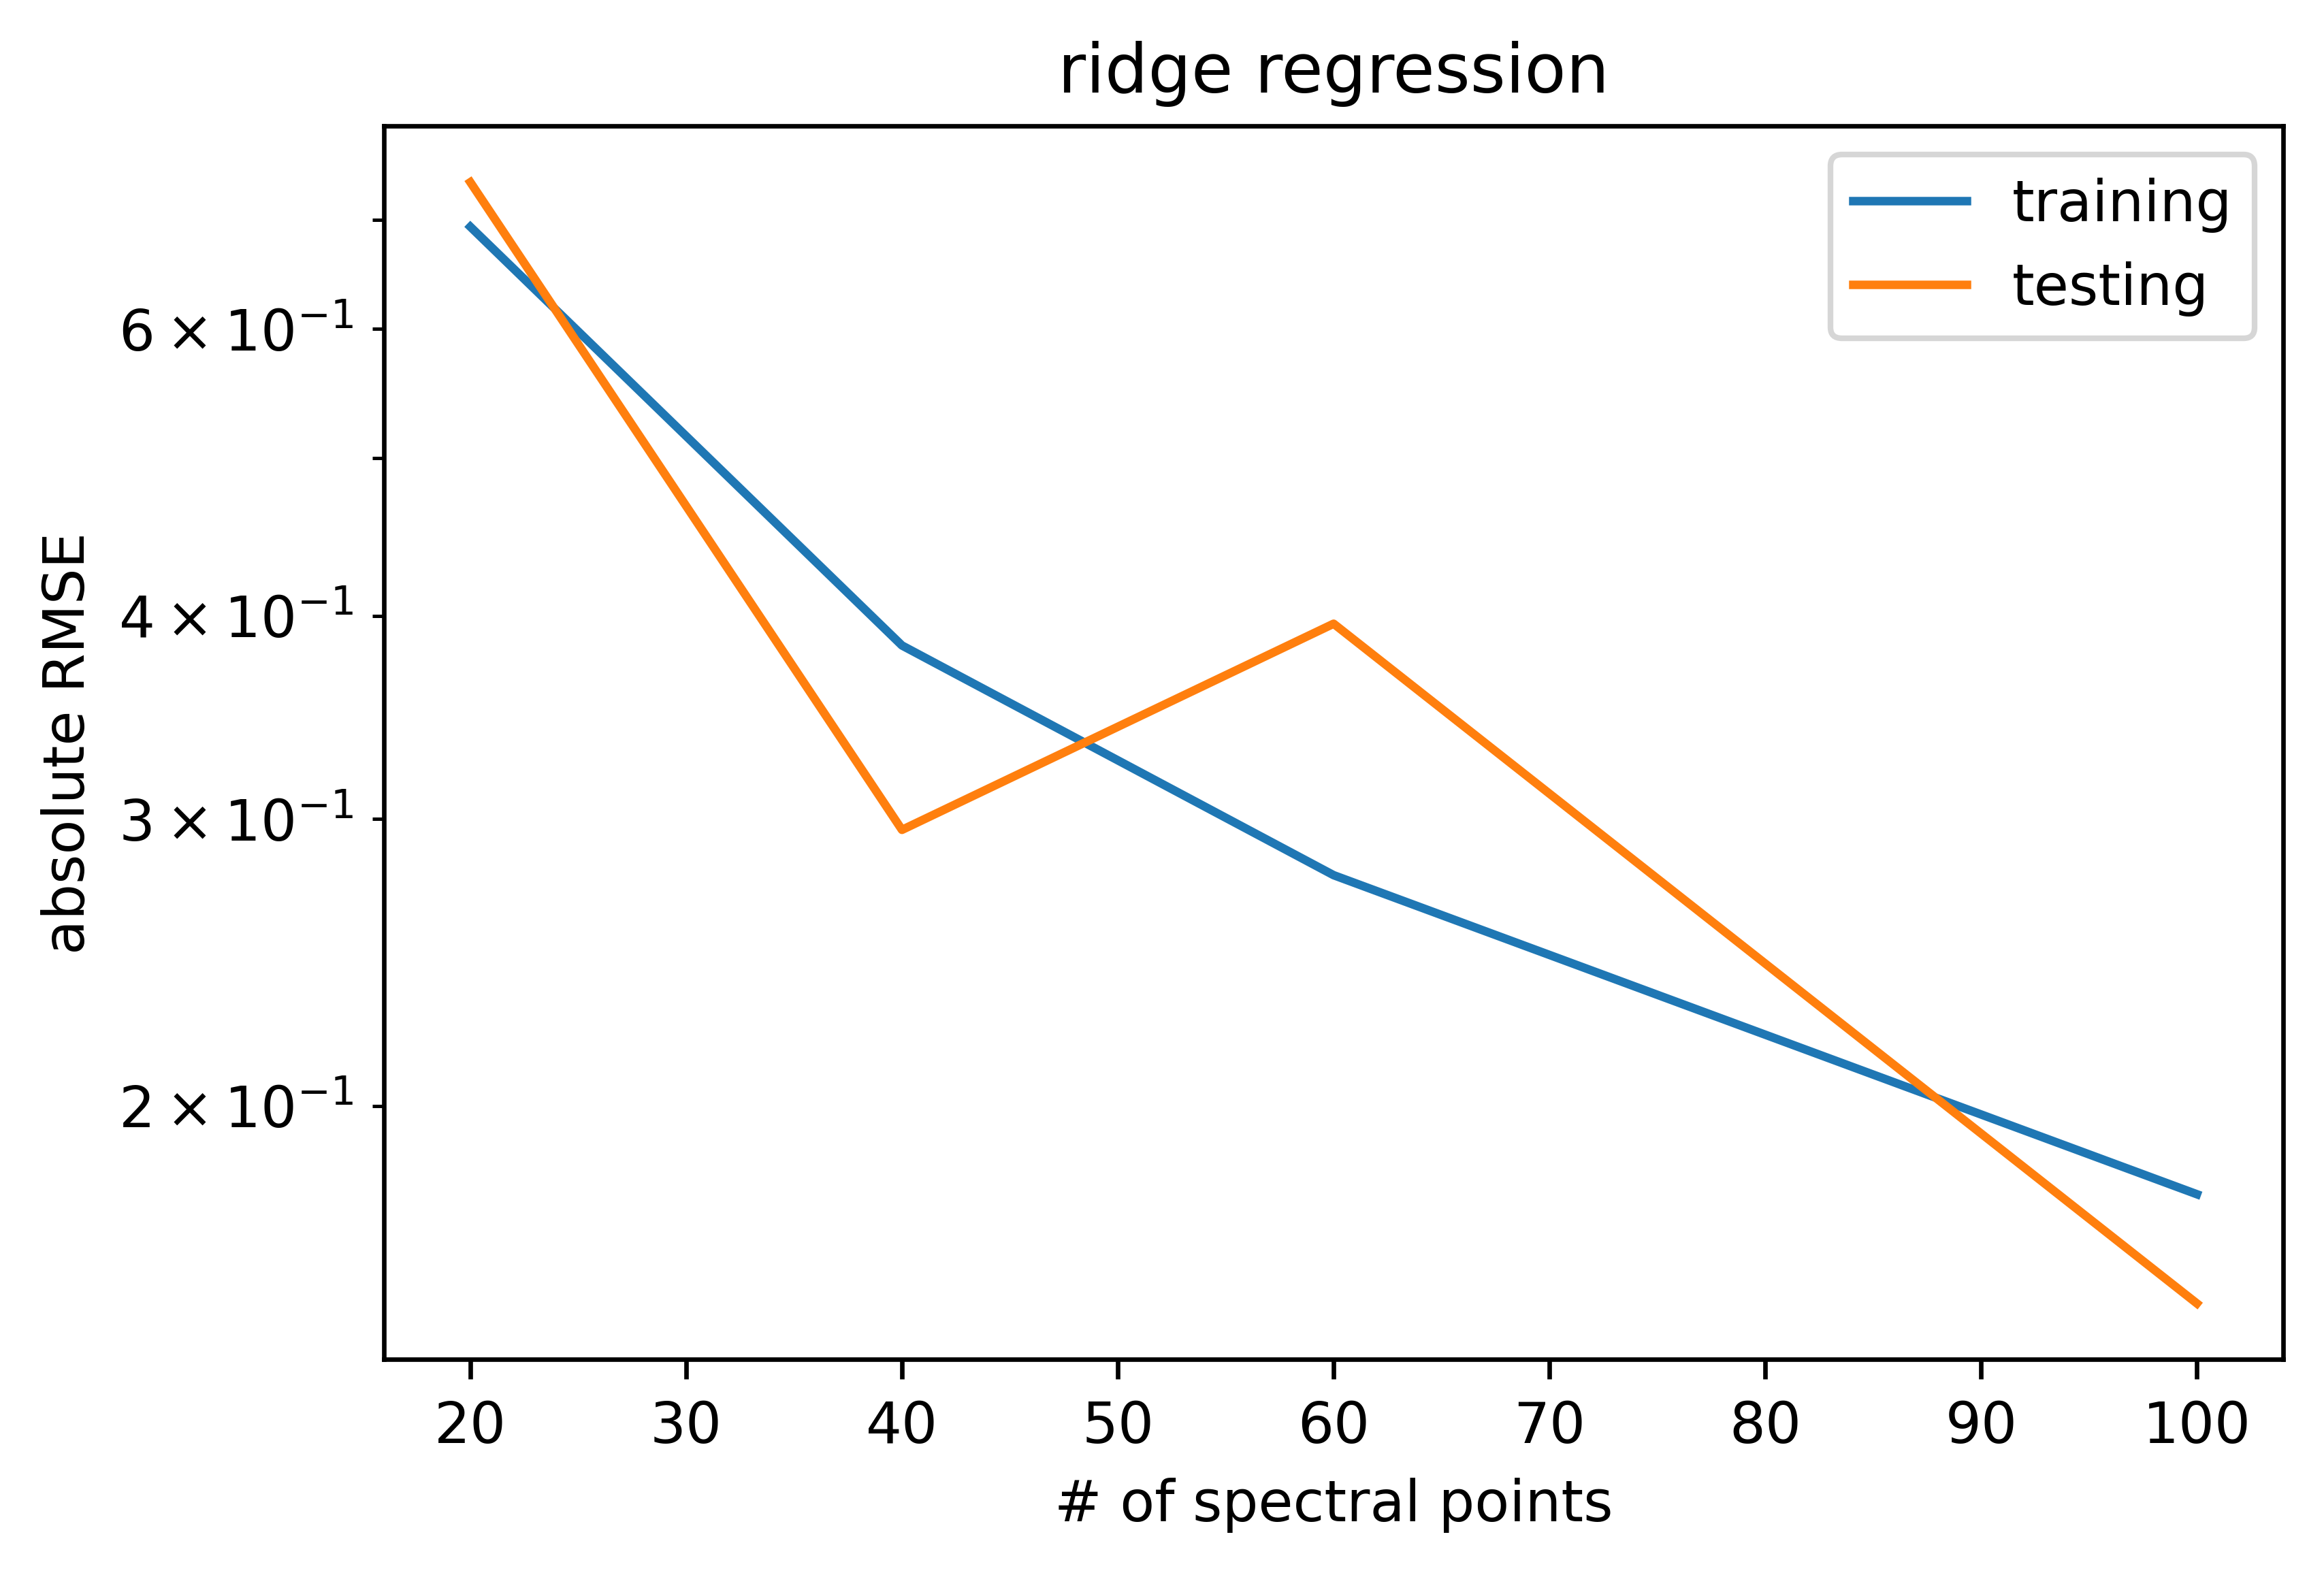 ridge regression
training
testing
absolute RMSE
6 × 10⁻¹
4 × 10⁻¹
3 × 10⁻¹
2 × 10⁻¹
20 30 40 50 60 70 80 90 100
# of spectral points